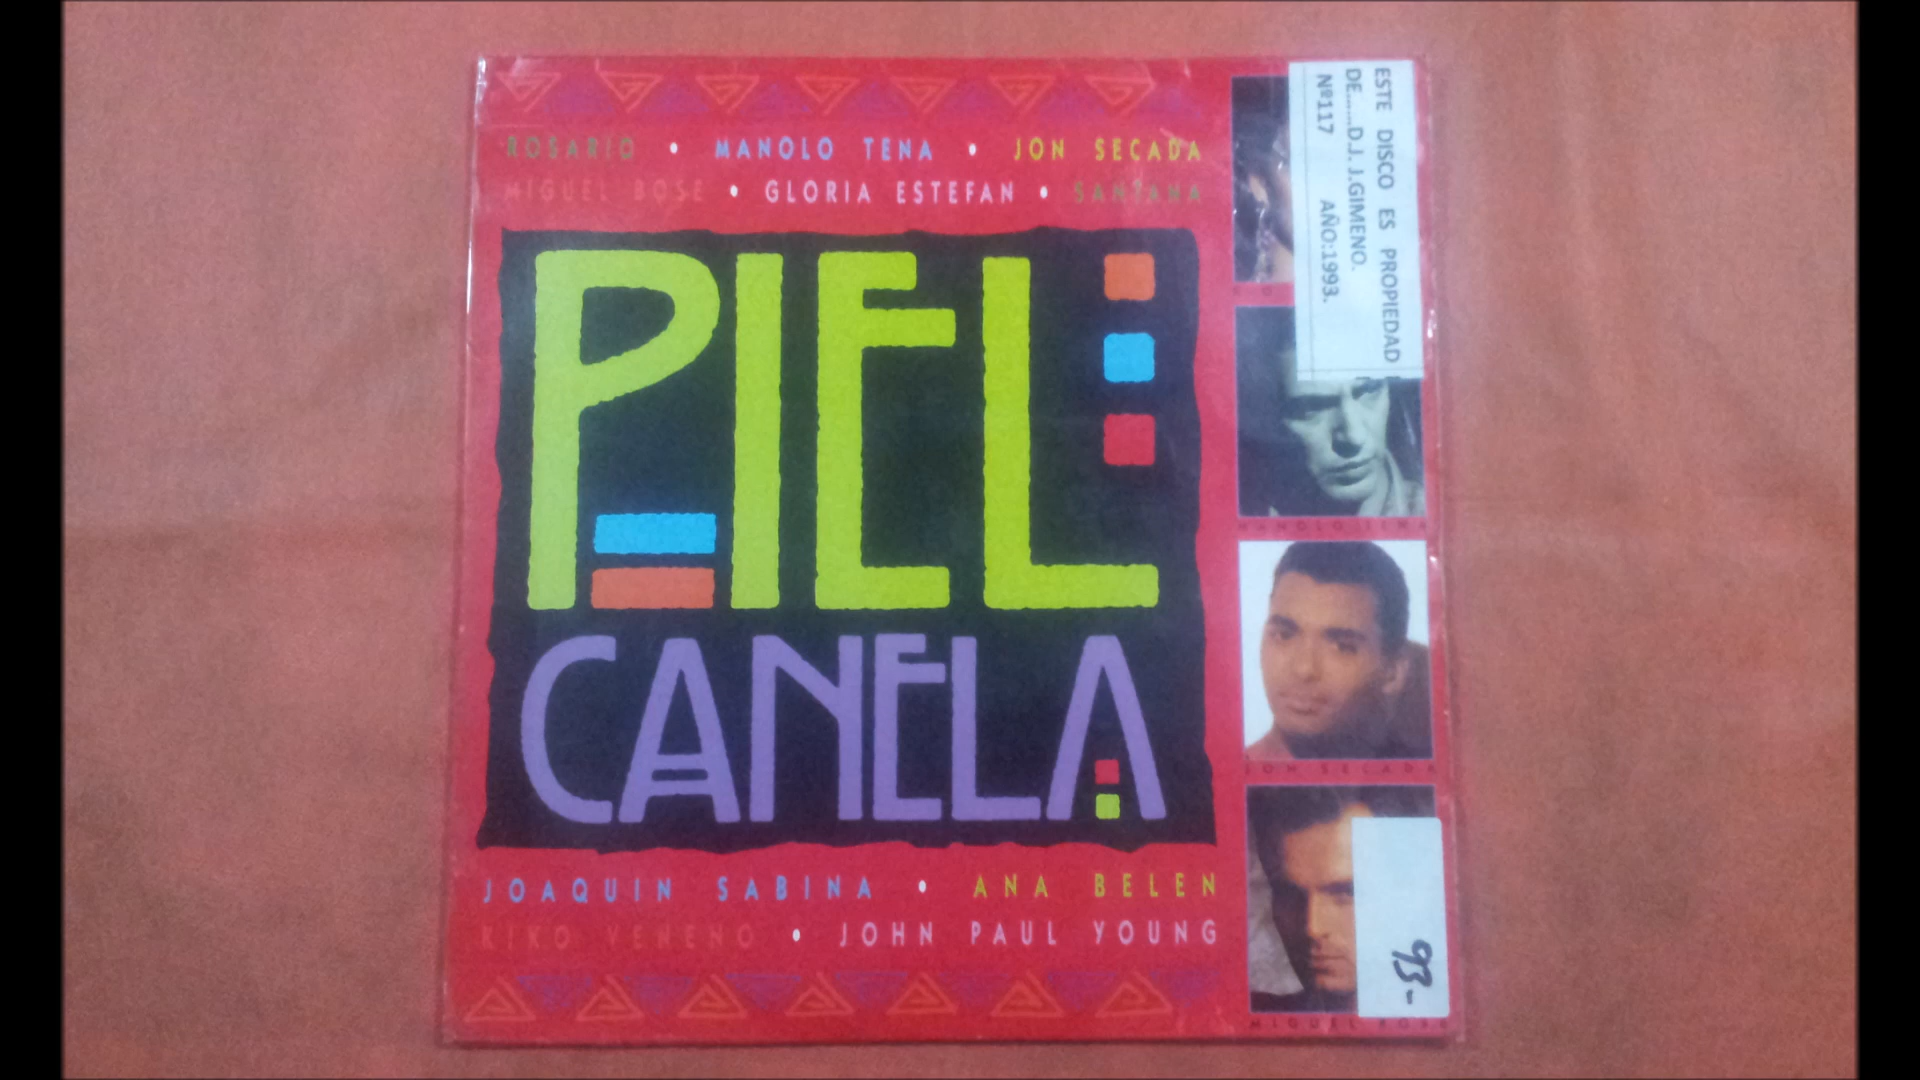 ROSARIO • MANOLO TENA • JON SECADA
MIGUEL BOSE • GLORIA ESTEFAN • SANTANA
PIEL
CANELA
JOAQUIN SABINA • ANA BELEN
KIKO VENENO • JOHN PAUL YOUNG
ESTE DISCO ES PROPIEDAD
DE......D.J. J.GIMENO.
Nº117 AÑO:1993.
MANOLO TENA
JON SECADA
MIGUEL BOSE
93-